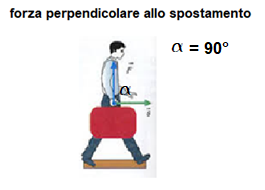 forza perpendicolare allo spostamento
α = 90°
α